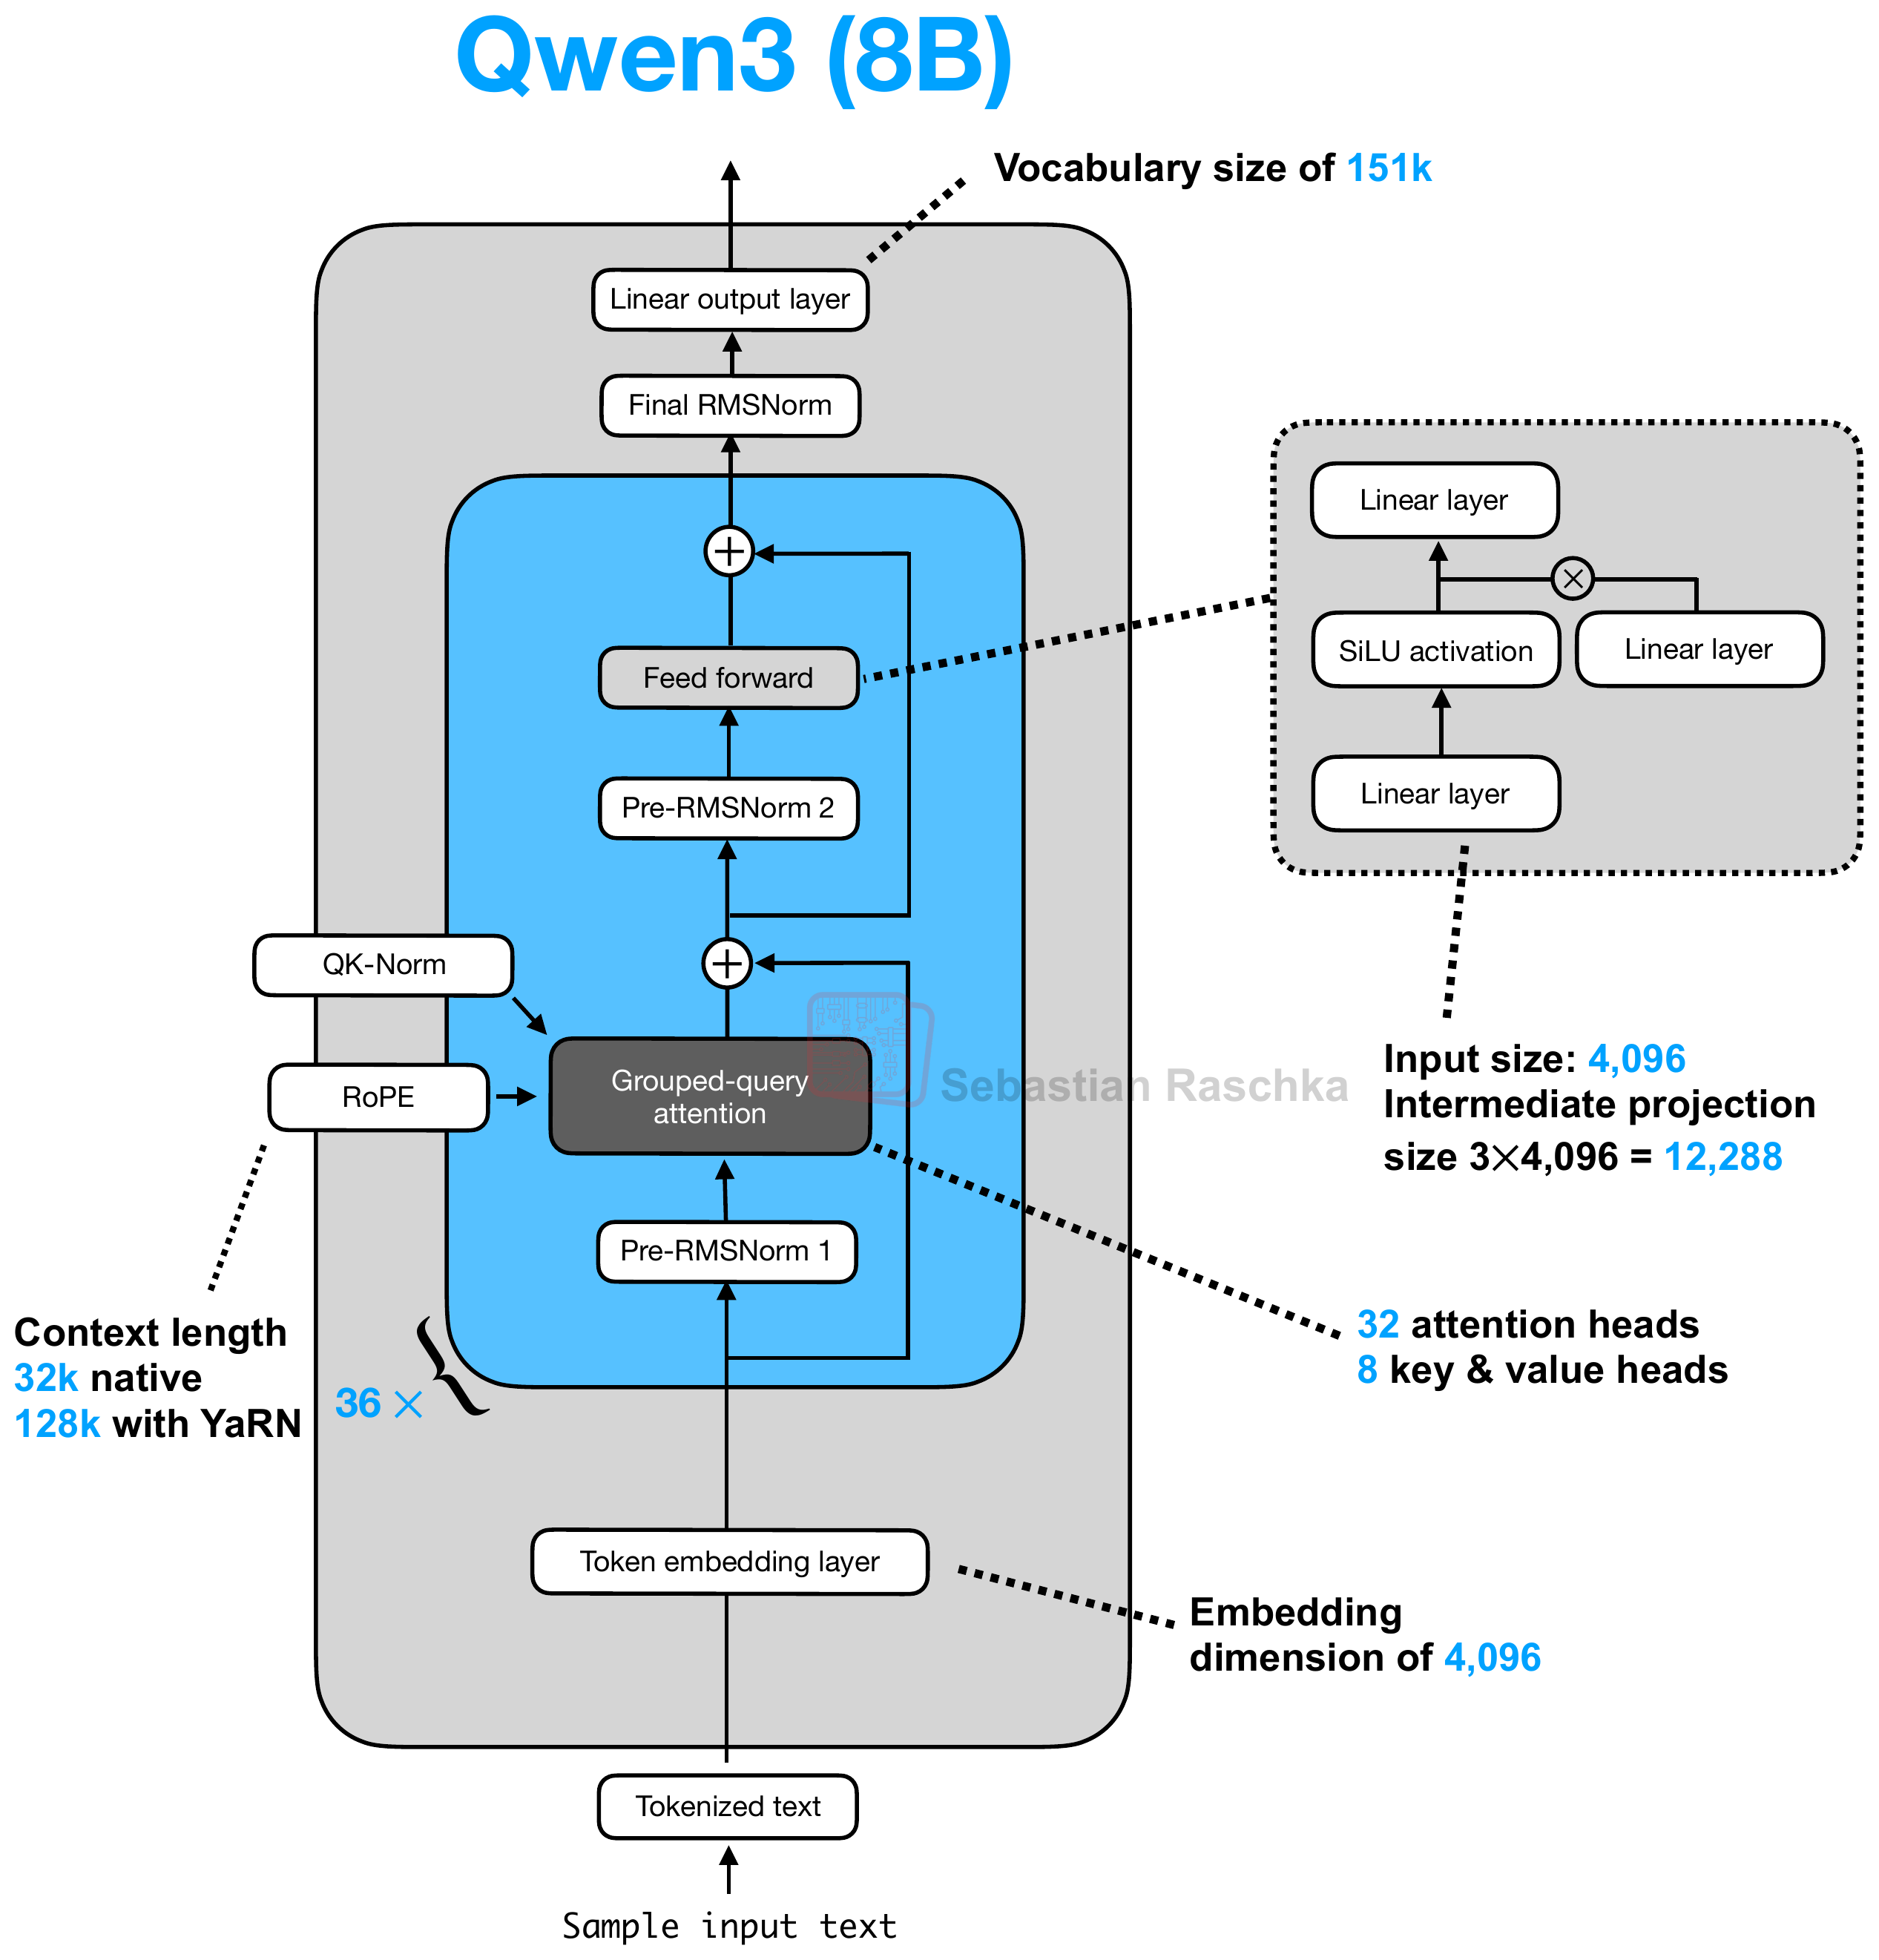 Qwen3 (8B)
Vocabulary size of 151k
Linear output layer
Final RMSNorm
Linear layer
SiLU activation
Linear layer
Linear layer
Feed forward
Pre-RMSNorm 2
QK-Norm
RoPE
Grouped-query
attention
Sebastian Raschka
Input size: 4,096
Intermediate projection
size 3×4,096 = 12,288
Pre-RMSNorm 1
32 attention heads
8 key & value heads
Context length
32k native
128k with YaRN
36 ×
Token embedding layer
Embedding
dimension of 4,096
Tokenized text
Sample input text